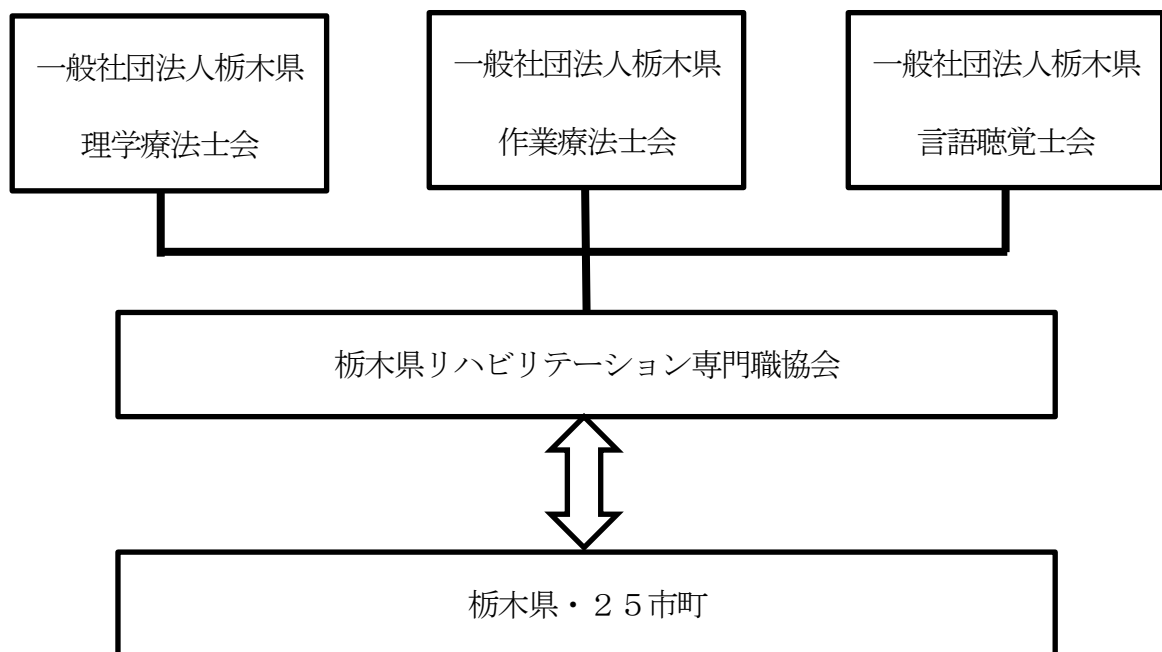 一般社団法人栃木県
理学療法士会
一般社団法人栃木県
作業療法士会
一般社団法人栃木県
言語聴覚士会
栃木県リハビリテーション専門職協会
栃木県・２５市町